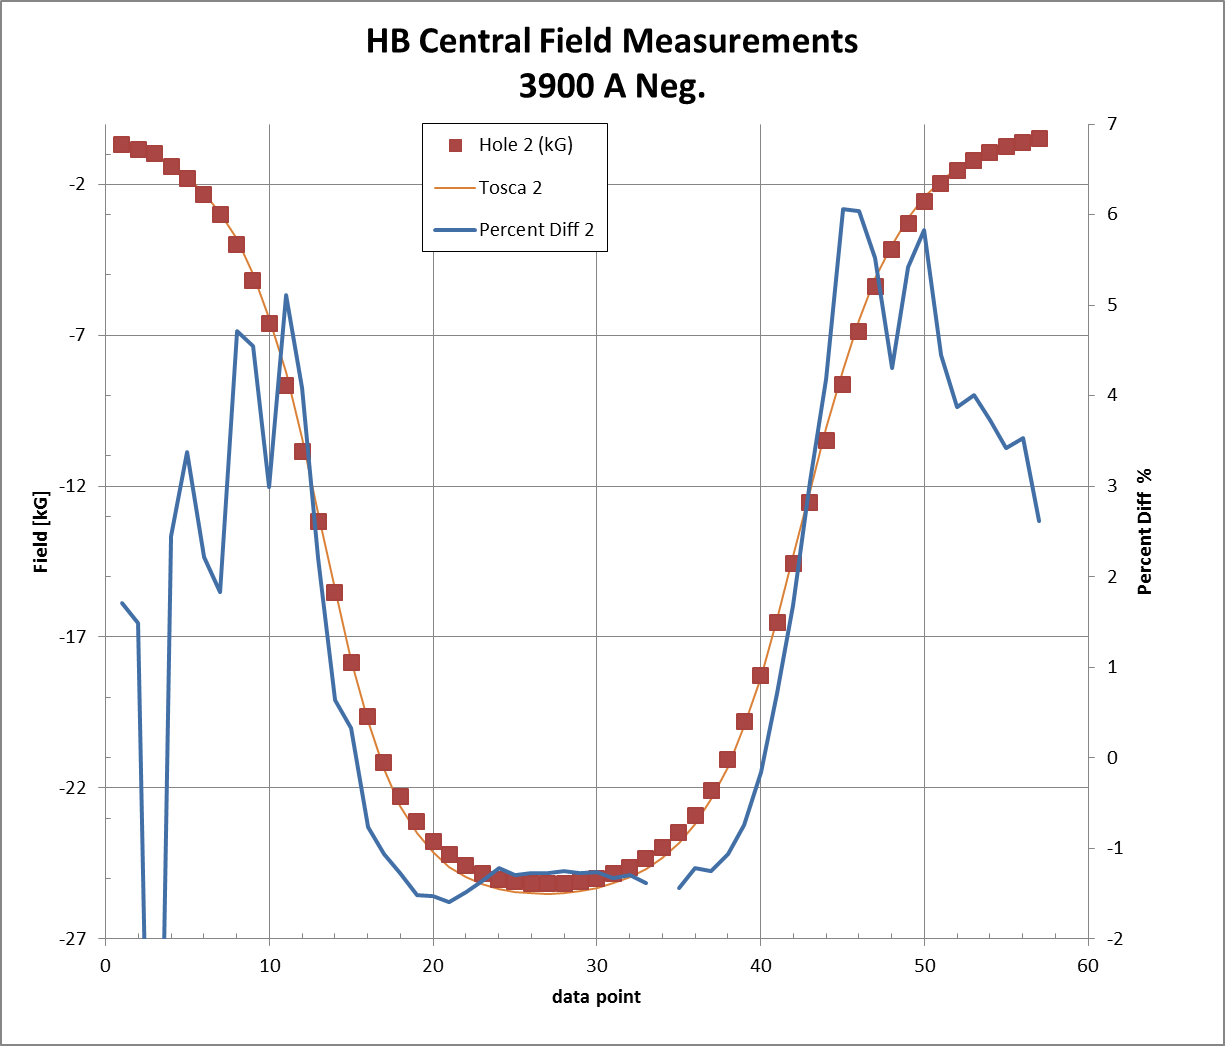 HB Central Field Measurements
3900 A Neg.
Hole 2 (kG)
Tosca 2
Percent Diff 2
-2
-7
-12
-17
-22
-27
Field [kG]
7
6
5
4
3
2
1
0
-1
-2
Percent Diff %
0
10
20
30
40
50
60
data point